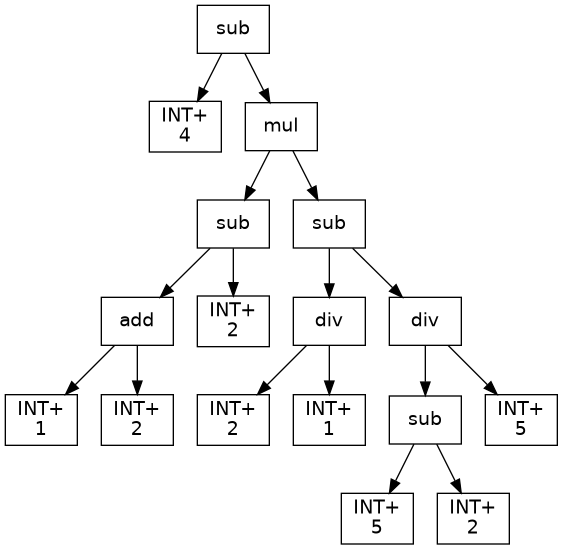 sub
INT+
4
mul
sub
sub
add
INT+
2
div
div
INT+
1
INT+
2
INT+
2
INT+
1
sub
INT+
5
INT+
5
INT+
2